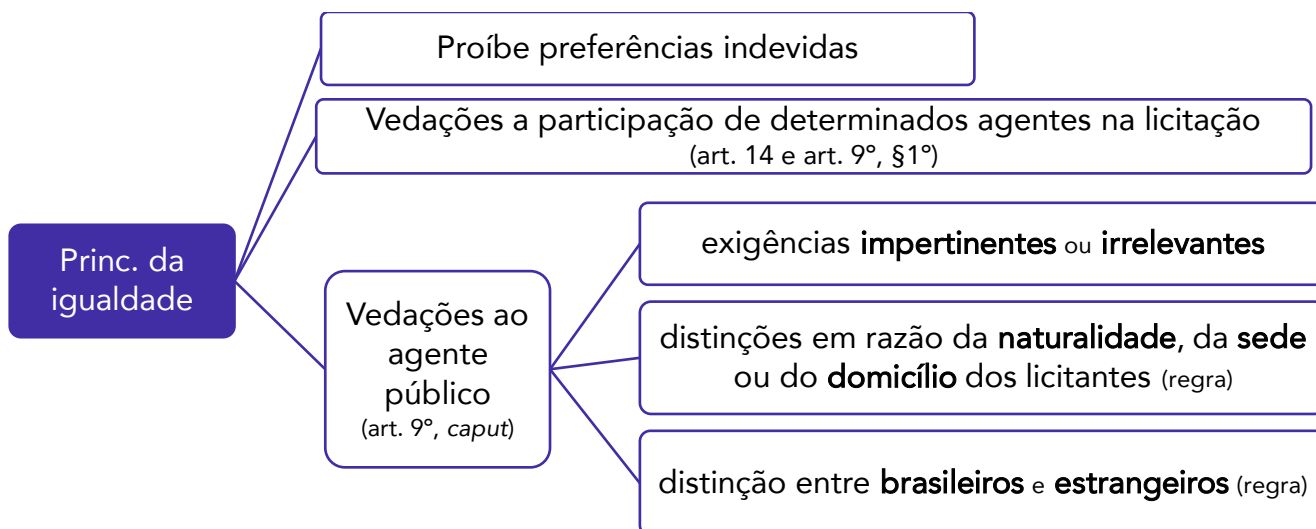 Proíbe preferências indevidas
Vedações a participação de determinados agentes na licitação
(art. 14 e art. 9º, §1º)
Princ. da
igualdade
Vedações ao
agente
público
(art. 9º, caput)
exigências impertinentes ou irrelevantes
distinções em razão da naturalidade, da sede
ou do domicílio dos licitantes (regra)
distinção entre brasileiros e estrangeiros (regra)